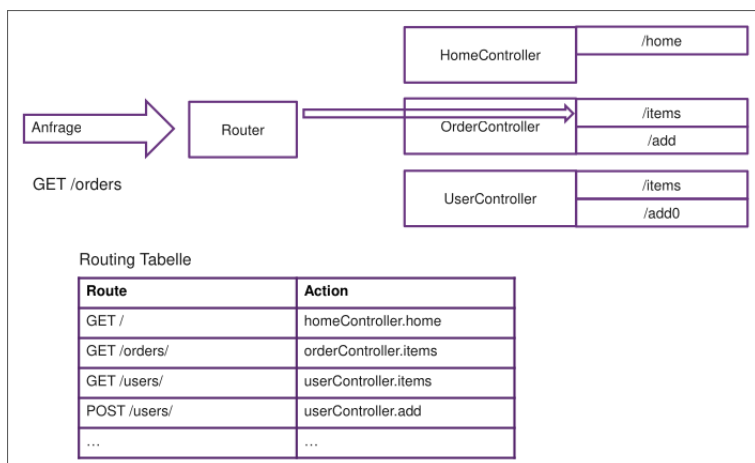 HomeController
/home
Anfrage
Router
OrderController
/items
/add
GET /orders
UserController
/items
/add0
Routing Tabelle
Route Action
GET / homeController.home
GET /orders/ orderController.items
GET /users/ userController.items
POST /users/ userController.add
… …